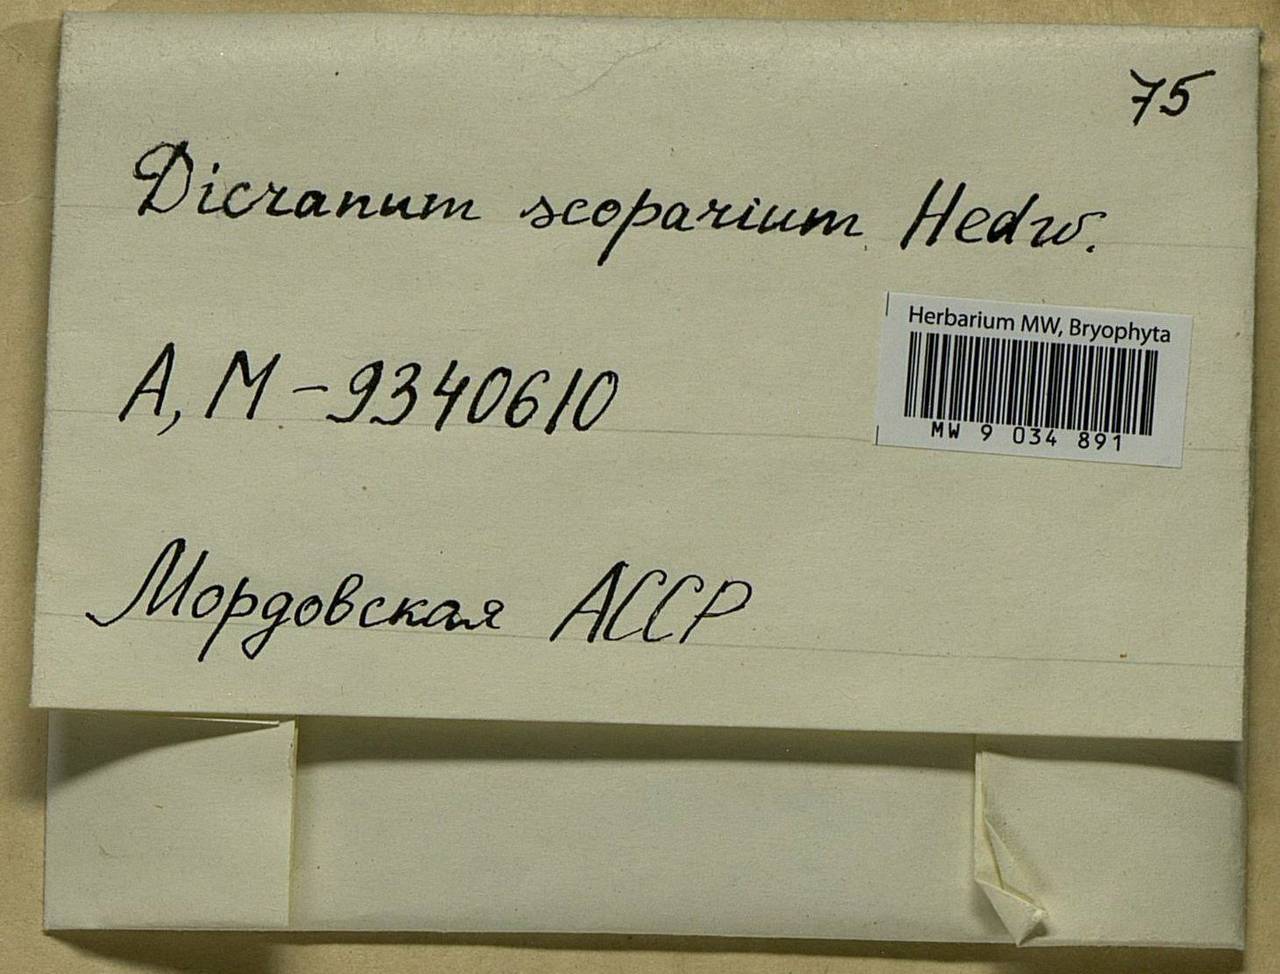 75
Dicranum scoparium Hedw.
Herbarium MW, Bryophyta
MW 9 034 891
А, М - 9340610
Мордовская АССР